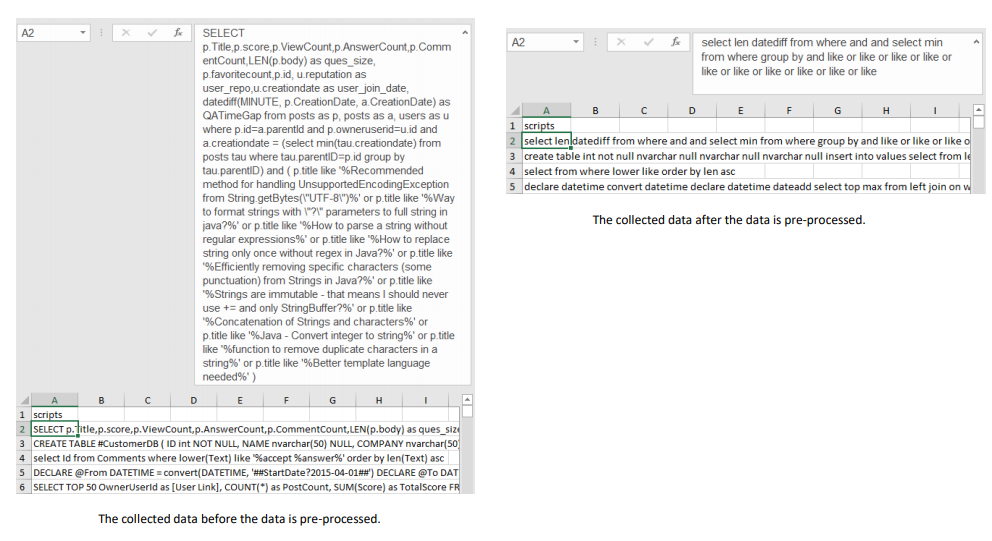 A2
fx
SELECT
p.Title,p.score,p.ViewCount,p.AnswerCount,p.Comm
entCount,LEN(p.body) as ques_size,
p.favoritecount,p.id, u.reputation as
user_repo,u.creationdate as user_join_date,
datediff(MINUTE, p.CreationDate, a.CreationDate) as
QATimeGap from posts as p, posts as a, users as u
where p.id=a.parentId and p.owneruserid=u.id and
a.creationdate = (select min(tau.creationdate) from
posts tau where tau.parentID=p.id group by
tau.parentID) and ( p.title like '%Recommended
method for handling UnsupportedEncodingException
from String.getBytes(\"UTF-8\")%' or p.title like '%Way
to format strings with \"?\" parameters to full string in
java?%' or p.title like '%How to parse a string without
regular expressions%' or p.title like '%How to replace
string only once without regex in Java?%' or p.title like
'%Efficiently removing specific characters (some
punctuation) from Strings in Java?%' or p.title like
'%Strings are immutable - that means I should never
use += and only StringBuffer?%' or p.title like
'%Concatenation of Strings and characters%' or
p.title like '%Java - Convert integer to string%' or p.title
like '%function to remove duplicate characters in a
string%' or p.title like '%Better template language
needed%' )
A B C D E F G H I
1 scripts
2 SELECT p.Title,p.score,p.ViewCount,p.AnswerCount,p.CommentCount,LEN(p.body) as ques_size
3 CREATE TABLE #CustomerDB ( ID int NOT NULL, NAME nvarchar(50) NULL, COMPANY nvarchar(50)
4 select Id from Comments where lower(Text) like '%accept %answer%' order by len(Text) asc
5 DECLARE @From DATETIME = convert(DATETIME, '##StartDate?2015-04-01##') DECLARE @To DAT
6 SELECT TOP 50 OwnerUserId as [User Link], COUNT(*) as PostCount, SUM(Score) as TotalScore FR
The collected data before the data is pre-processed.
A2
fx
select len datediff from where and and select min
from where group by and like or like or like or like or
like or like or like or like or like or like
A B C D E F G H I
1 scripts
2 select len datediff from where and and select min from where group by and like or like or like o
3 create table int not null nvarchar null nvarchar null nvarchar null insert into values select from le
4 select from where lower like order by len asc
5 declare datetime convert datetime declare datetime dateadd select top max from left join on w
The collected data after the data is pre-processed.